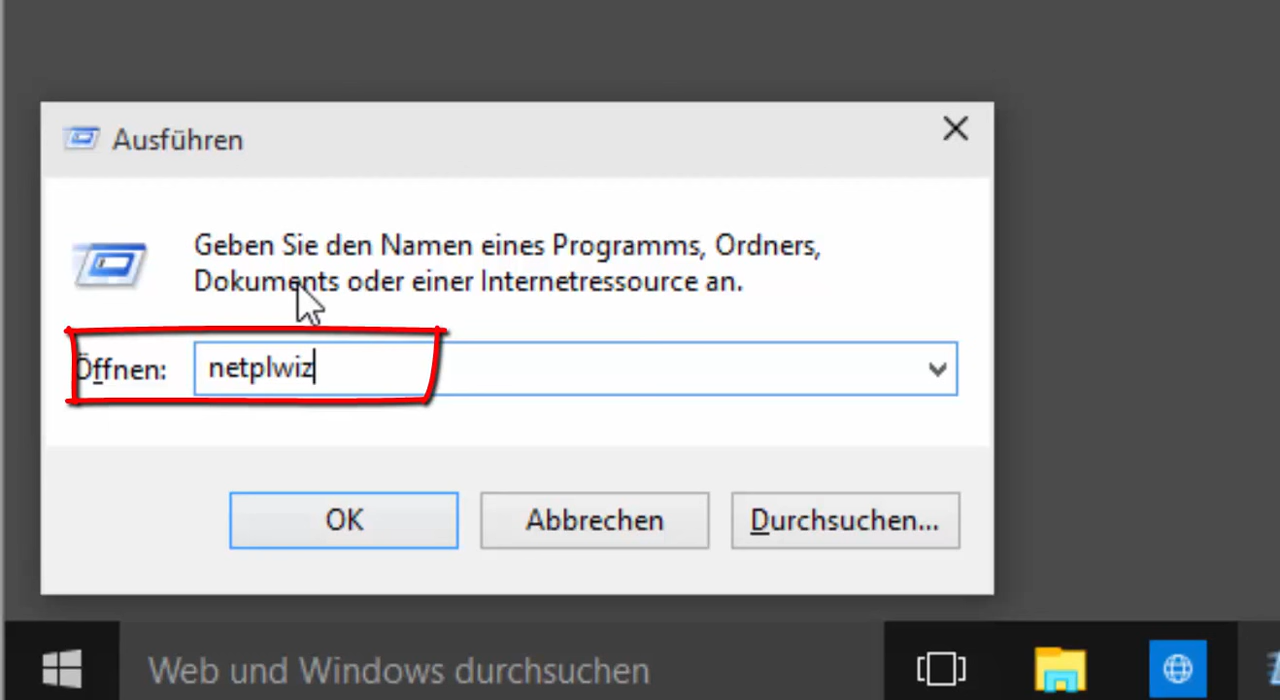 Ausführen
Geben Sie den Namen eines Programms, Ordners,
Dokuments oder einer Internetressource an.
Öffnen: netplwiz
OK Abbrechen Durchsuchen...
Web und Windows durchsuchen